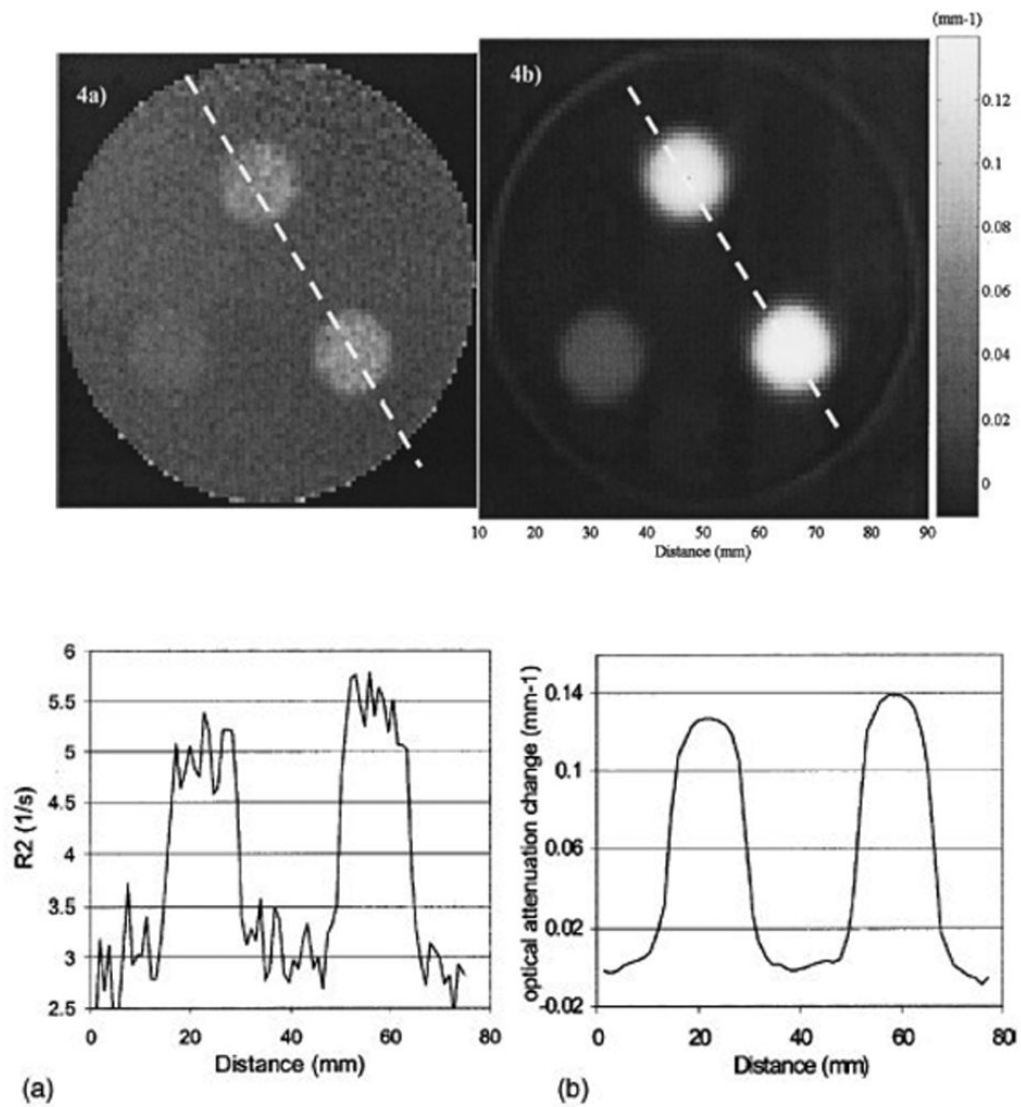 (mm-1)
4a)
4b)
0.12
0.1
0.08
0.06
0.04
0.02
0
10 20 30 40 50 60 70 80 90
Distance (mm)
6
5.5
5
4.5
4
3.5
3
2.5
R2 (1/s)
0 20 40 60 80
Distance (mm)
(a)
0.14
0.1
0.06
0.02
-0.02
optical attenuation change (mm-1)
0 20 40 60 80
Distance (mm)
(b)